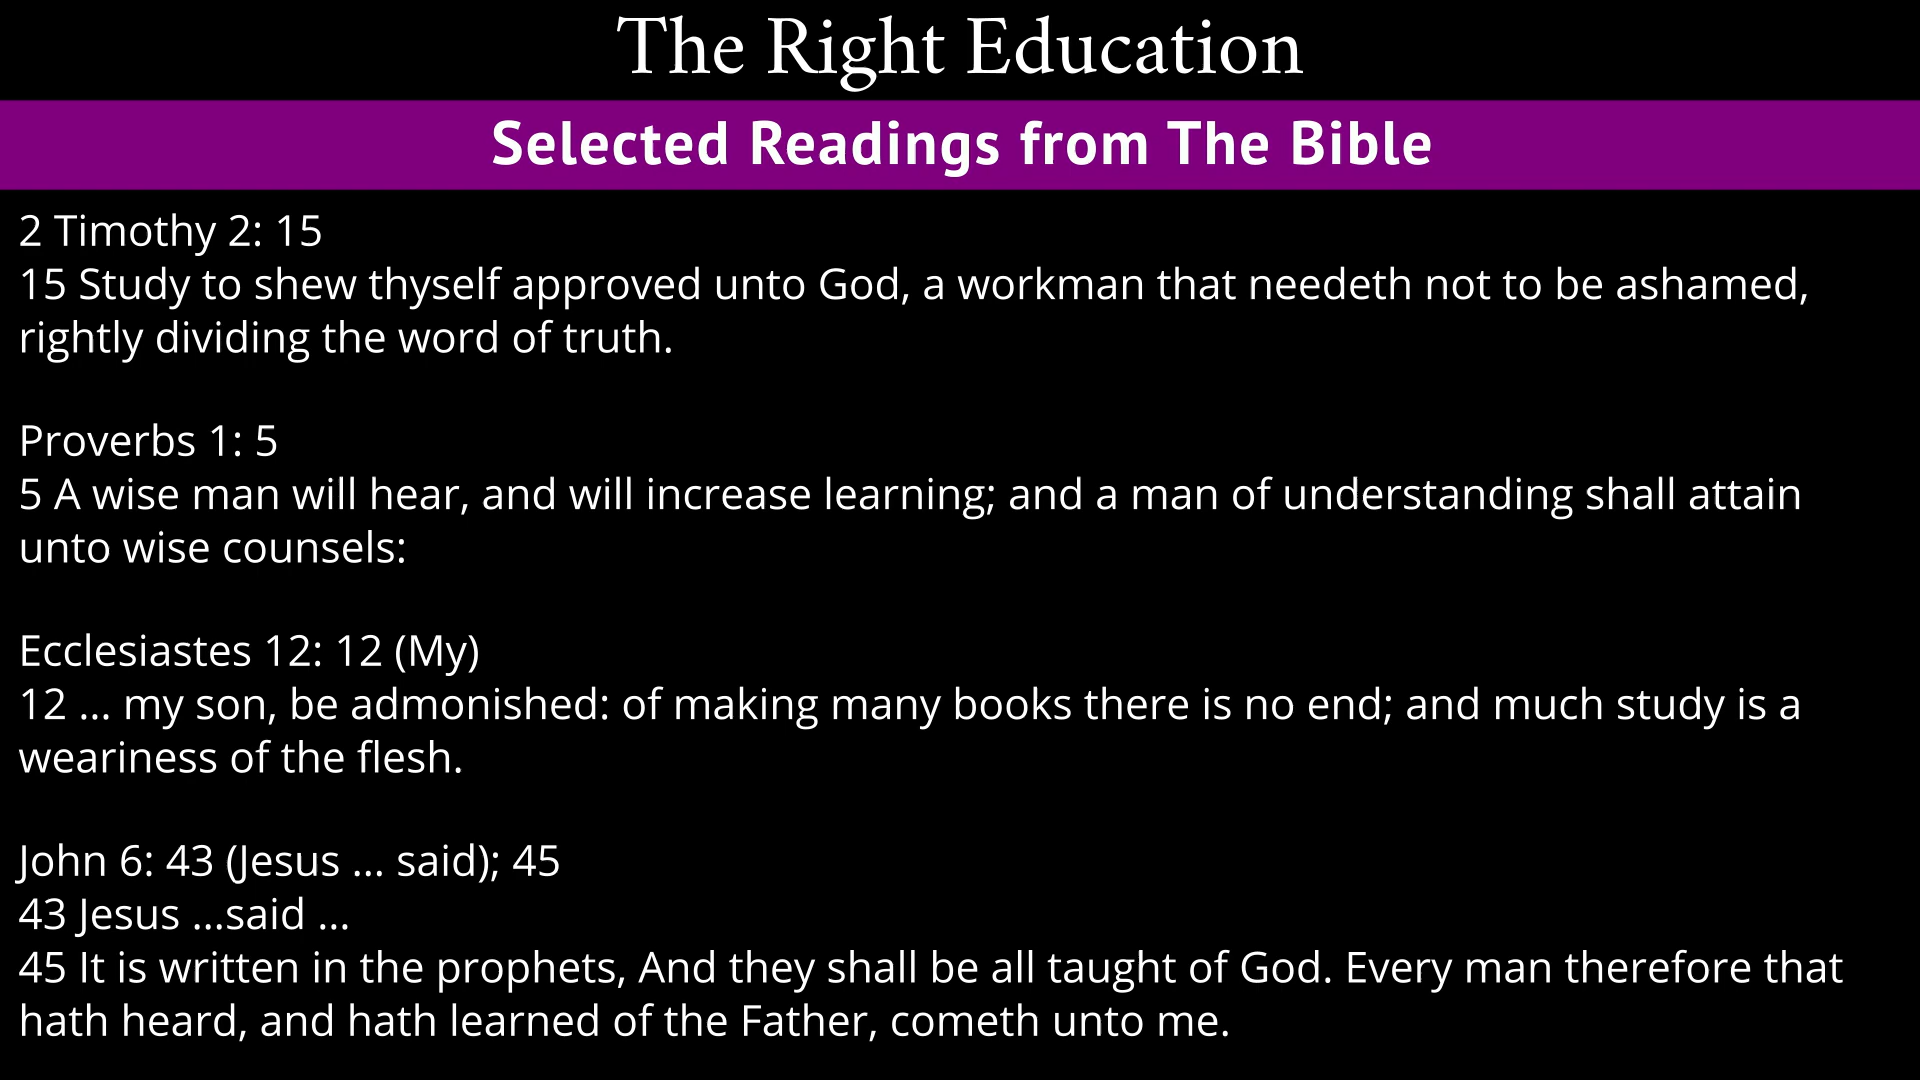 The Right Education
Selected Readings from The Bible
2 Timothy 2: 15
15 Study to shew thyself approved unto God, a workman that needeth not to be ashamed,
rightly dividing the word of truth.
Proverbs 1: 5
5 A wise man will hear, and will increase learning; and a man of understanding shall attain
unto wise counsels:
Ecclesiastes 12: 12 (My)
12 ... my son, be admonished: of making many books there is no end; and much study is a
weariness of the flesh.
John 6: 43 (Jesus ... said); 45
43 Jesus ...said ...
45 It is written in the prophets, And they shall be all taught of God. Every man therefore that
hath heard, and hath learned of the Father, cometh unto me.